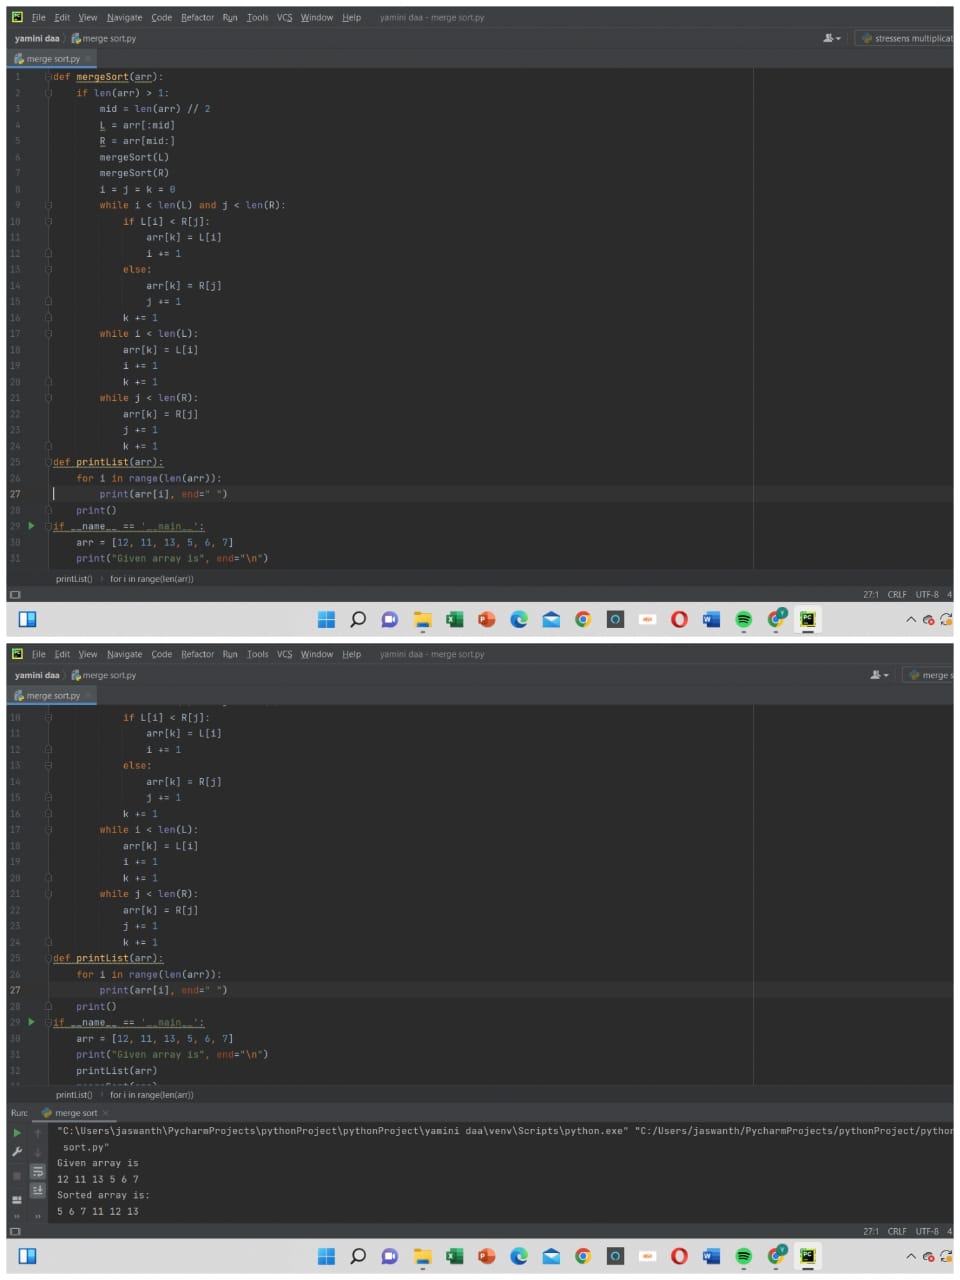 File Edit View Navigate Code Refactor Run Tools VCS Window Help yamini daa - merge sort.py
yamini daa merge sort.py stressens multiplicat
merge sort.py
1 def mergeSort(arr):
2 if len(arr) > 1:
3 mid = len(arr) // 2
4 L = arr[:mid]
5 R = arr[mid:]
6 mergeSort(L)
7 mergeSort(R)
8 i = j = k = 0
9 while i < len(L) and j < len(R):
10 if L[i] < R[j]:
11 arr[k] = L[i]
12 i += 1
13 else:
14 arr[k] = R[j]
15 j += 1
16 k += 1
17 while i < len(L):
18 arr[k] = L[i]
19 i += 1
20 k += 1
21 while j < len(R):
22 arr[k] = R[j]
23 j += 1
24 k += 1
25 def printList(arr):
26 for i in range(len(arr)):
27 print(arr[i], end=" ")
28 print()
29 if __name__ == '__main__':
30 arr = [12, 11, 13, 5, 6, 7]
31 print("Given array is", end="\n")
printList() for i in range(len(arr))
27:1 CRLF UTF-8 4
File Edit View Navigate Code Refactor Run Tools VCS Window Help yamini daa - merge sort.py
yamini daa merge sort.py merge s
merge sort.py
10 if L[i] < R[j]:
11 arr[k] = L[i]
12 i += 1
13 else:
14 arr[k] = R[j]
15 j += 1
16 k += 1
17 while i < len(L):
18 arr[k] = L[i]
19 i += 1
20 k += 1
21 while j < len(R):
22 arr[k] = R[j]
23 j += 1
24 k += 1
25 def printList(arr):
26 for i in range(len(arr)):
27 print(arr[i], end=" ")
28 print()
29 if __name__ == '__main__':
30 arr = [12, 11, 13, 5, 6, 7]
31 print("Given array is", end="\n")
32 printList(arr)
printList() for i in range(len(arr))
Run: merge sort
"C:\Users\jaswanth\PycharmProjects\pythonProject\pythonProject\yamini daa\venv\Scripts\python.exe" "C:/Users/jaswanth/PycharmProjects/pythonProject/python
sort.py"
Given array is
12 11 13 5 6 7
Sorted array is:
5 6 7 11 12 13
27:1 CRLF UTF-8 4